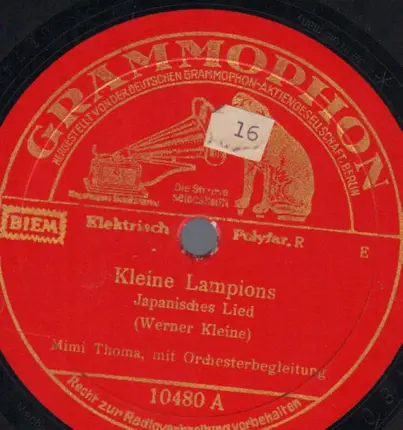 GRAMMOPHON
HERGESTELLT VON DER DEUTSCHEN GRAMMOPHON-AKTIENGESELLSCHAFT, BERLIN
16
Die Stimme
seines Herrn
BIEM
Elektrisch
Polyfar. R
E
Kleine Lampions
Japanisches Lied
(Werner Kleine)
Mimi Thoma, mit Orchesterbegleitung
10480 A
Recht zur Radioverbreitung vorbehalten